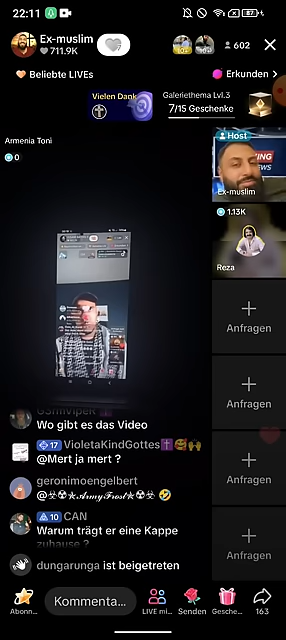 22:11
87
Ex-muslim
711.9K
602
Beliebte LIVEs
Erkunden >
Vielen Dank
Galeriethema Lvl.3
7/15 Geschenke
Armenia Toni
0
Host
Ex-muslim
1.13K
Reza
Anfragen
Anfragen
Anfragen
Anfragen
Wo gibt es das Video
17 VioletaKindGottes✝️🥰🙌
@Mert ja mert ?
geronimoengelbert
@☣☢★𝓐𝓻𝓶𝔂𝓕𝓻𝓸𝓼𝓽★☢☣ 🤣
10 CAN
Warum trägt er eine Kappe
zuhause ?
dungarunga ist beigetreten
Abonn...
Kommenta...
LIVE mi...
Senden
Gesche...
163